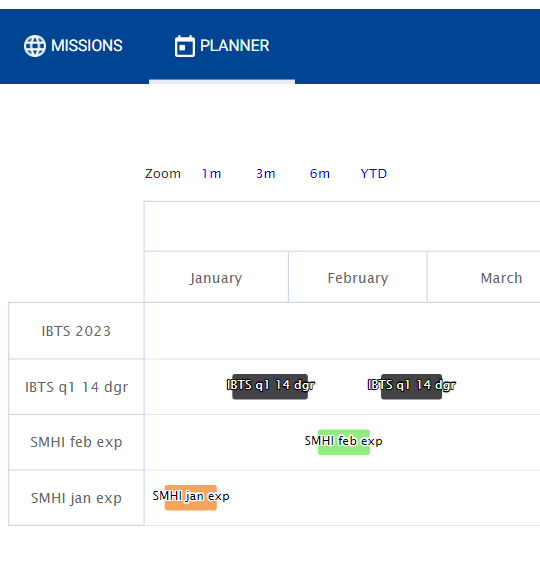 MISSIONS PLANNER
Zoom 1m 3m 6m YTD
January February March
IBTS 2023
IBTS q1 14 dgr IBTS q1 14 dgr IBTS q1 14 dgr
SMHI feb exp SMHI feb exp
SMHI jan exp SMHI jan exp